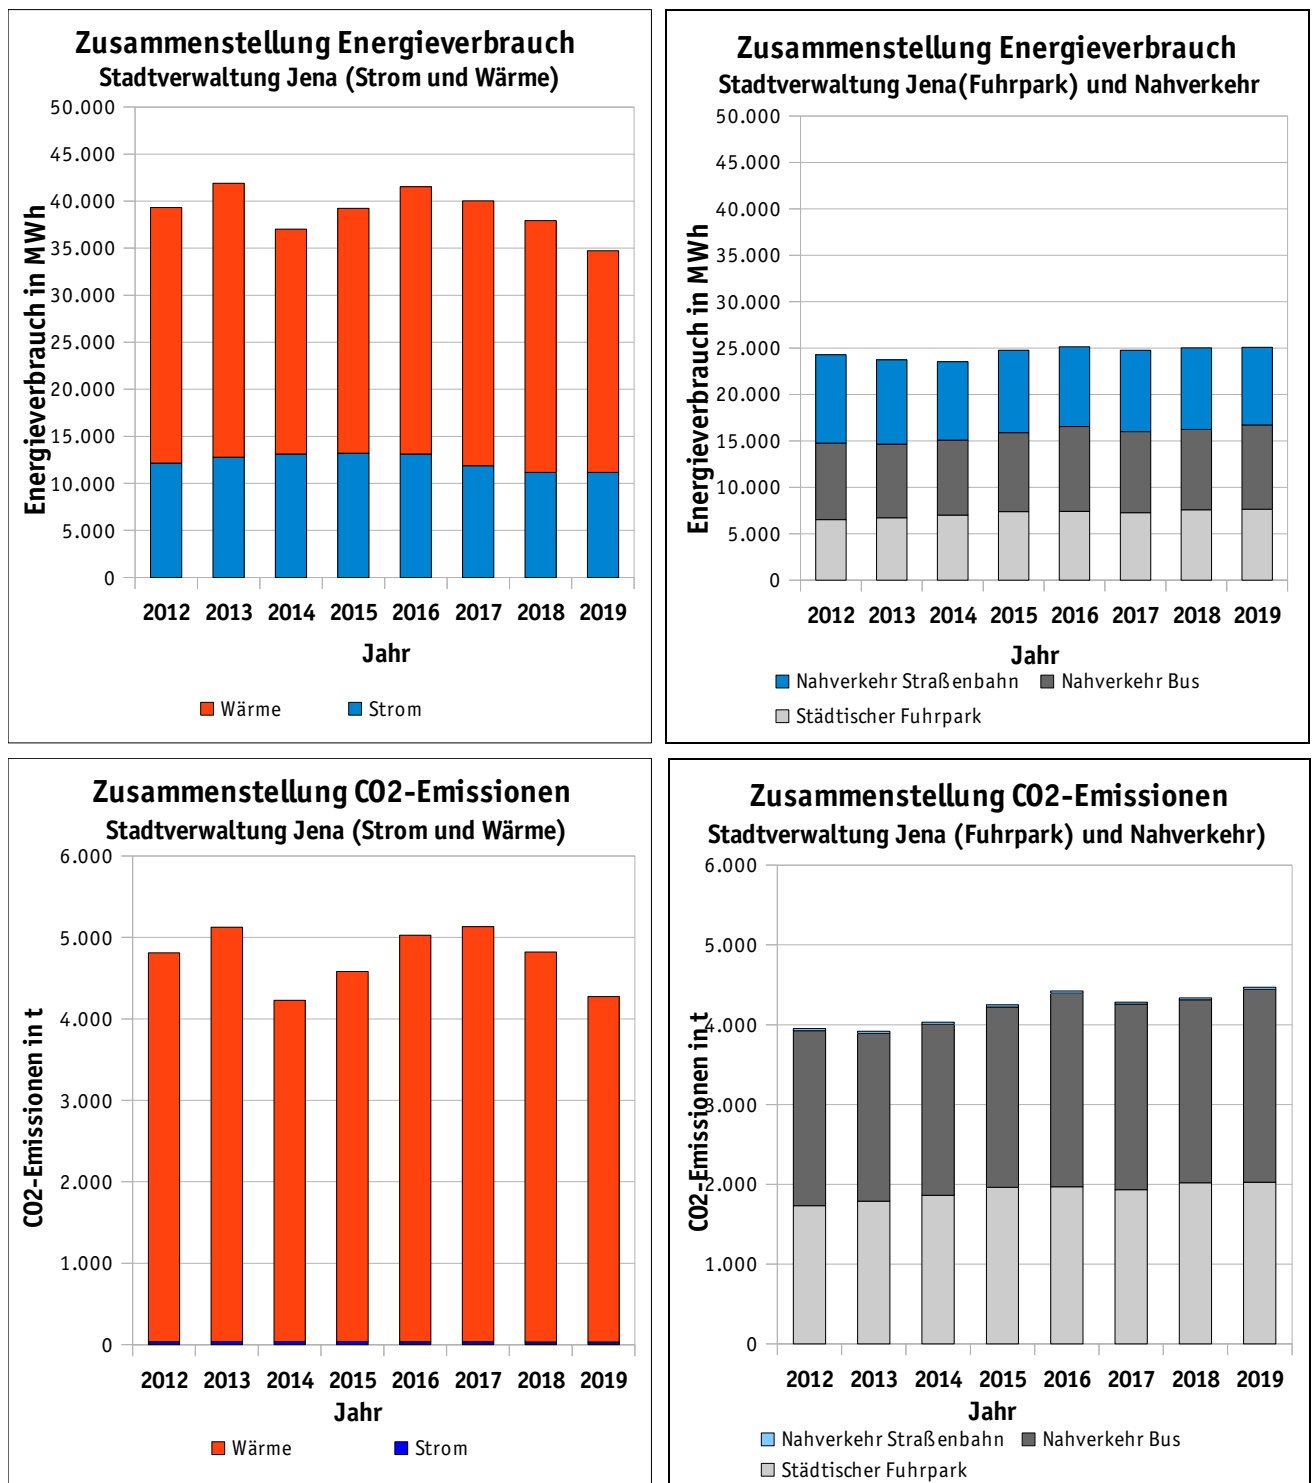 Zusammenstellung Energieverbrauch
Stadtverwaltung Jena (Strom und Wärme)
Energieverbrauch in MWh
50.000
45.000
40.000
35.000
30.000
25.000
20.000
15.000
10.000
5.000
0
2012 2013 2014 2015 2016 2017 2018 2019
Jahr
Wärme Strom
Zusammenstellung Energieverbrauch
Stadtverwaltung Jena(Fuhrpark) und Nahverkehr
Energieverbrauch in MWh
50.000
45.000
40.000
35.000
30.000
25.000
20.000
15.000
10.000
5.000
0
2012 2013 2014 2015 2016 2017 2018 2019
Jahr
Nahverkehr Straßenbahn Nahverkehr Bus
Städtischer Fuhrpark
Zusammenstellung CO2-Emissionen
Stadtverwaltung Jena (Strom und Wärme)
CO2-Emissionen in t
6.000
5.000
4.000
3.000
2.000
1.000
0
2012 2013 2014 2015 2016 2017 2018 2019
Jahr
Wärme Strom
Zusammenstellung CO2-Emissionen
Stadtverwaltung Jena (Fuhrpark) und Nahverkehr)
CO2-Emissionen in t
6.000
5.000
4.000
3.000
2.000
1.000
0
2012 2013 2014 2015 2016 2017 2018 2019
Jahr
Nahverkehr Straßenbahn Nahverkehr Bus
Städtischer Fuhrpark